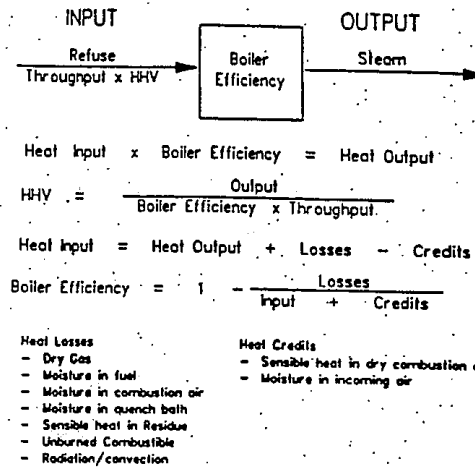 INPUT OUTPUT
Refuse Boiler Efficiency Steam
Throughput x HHV
Heat Input x Boiler Efficiency = Heat Output
HHV = Output
Boiler Efficiency x Throughput
Heat Input = Heat Output + Losses - Credits
Boiler Efficiency = 1 - Losses
Input + Credits
Heat Losses
- Dry Gas
- Moisture in fuel
- Moisture in combustion air
- Moisture in quench bath
- Sensible heat in Residue
- Unburned Combustible
- Radiation/convection
Heat Credits
- Sensible heat in dry combustion
- Moisture in incoming air